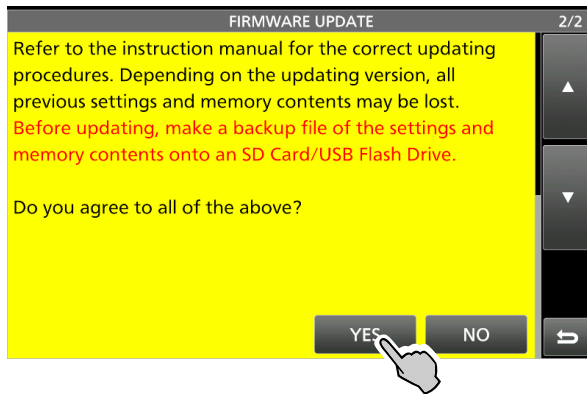 FIRMWARE UPDATE 2/2
Refer to the instruction manual for the correct updating
procedures. Depending on the updating version, all
previous settings and memory contents may be lost.
Before updating, make a backup file of the settings and
memory contents onto an SD Card/USB Flash Drive.
Do you agree to all of the above?
YES NO